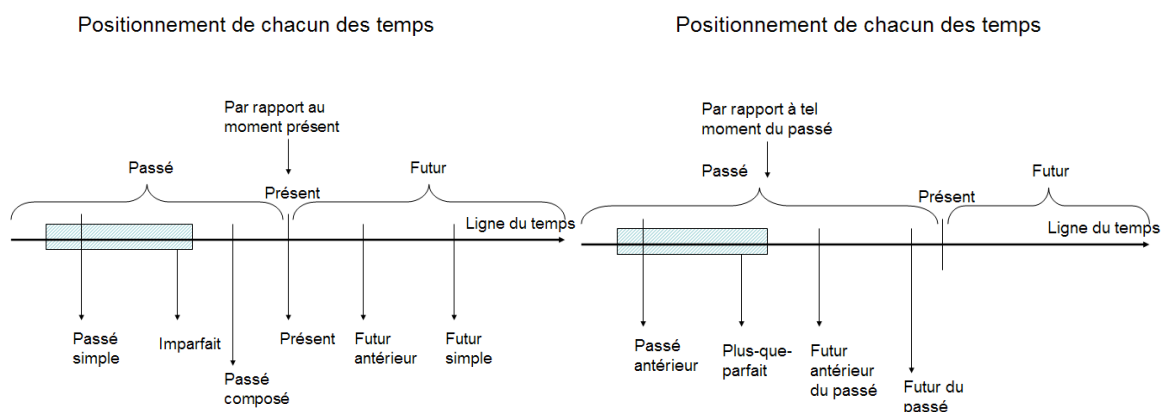 Positionnement de chacun des temps
Par rapport au
moment présent
Passé
Futur
Présent
Ligne du temps
Passé
simple
Imparfait
Passé
composé
Présent
Futur
antérieur
Futur
simple
Positionnement de chacun des temps
Par rapport à tel
moment du passé
Passé
Futur
Présent
Ligne du temps
Passé
antérieur
Plus-que-
parfait
Futur
antérieur
du passé
Futur du
passé